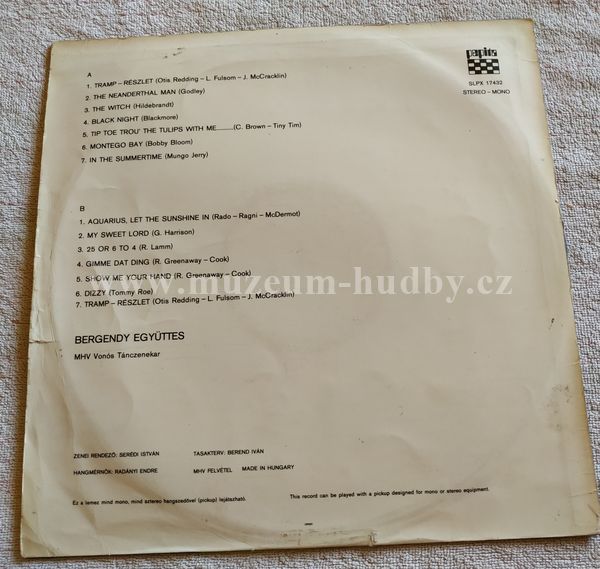 pepita
SLPX 17432
STEREO – MONO
A
1. TRAMP – RÉSZLET (Otis Redding – L. Fulsom – J. McCracklin)
2. THE NEANDERTHAL MAN (Godley)
3. THE WITCH (Hildebrandt)
4. BLACK NIGHT (Blackmore)
5. TIP TOE TROU' THE TULIPS WITH ME........(C. Brown – Tiny Tim)
6. MONTEGO BAY (Bobby Bloom)
7. IN THE SUMMERTIME (Mungo Jerry)
B
1. AQUARIUS, LET THE SUNSHINE IN (Rado – Ragni – McDermot)
2. MY SWEET LORD (G. Harrison)
3. 25 OR 6 TO 4 (R. Lamm)
4. GIMME DAT DING (R. Greenaway – Cook)
5. SHOW ME YOUR HAND (R. Greenaway – Cook)
6. DIZZY (Tommy Roe)
7. TRAMP – RÉSZLET (Otis Redding – L. Fulsom – J. McCracklin)
www.muzeum-hudby.cz
BERGENDY EGYÜTTES
MHV Vonós Tánczenekar
ZENEI RENDEZŐ: SERÉDI ISTVÁN TASAKTERV: BEREND IVÁN
HANGMÉRNÖK: RADÁNYI ENDRE MHV FELVÉTEL MADE IN HUNGARY
Ez a lemez mind mono, mind sztereo hangszedővel (pickup) lejátszható. This record can be played with a pickup designed for mono or stereo equipment.